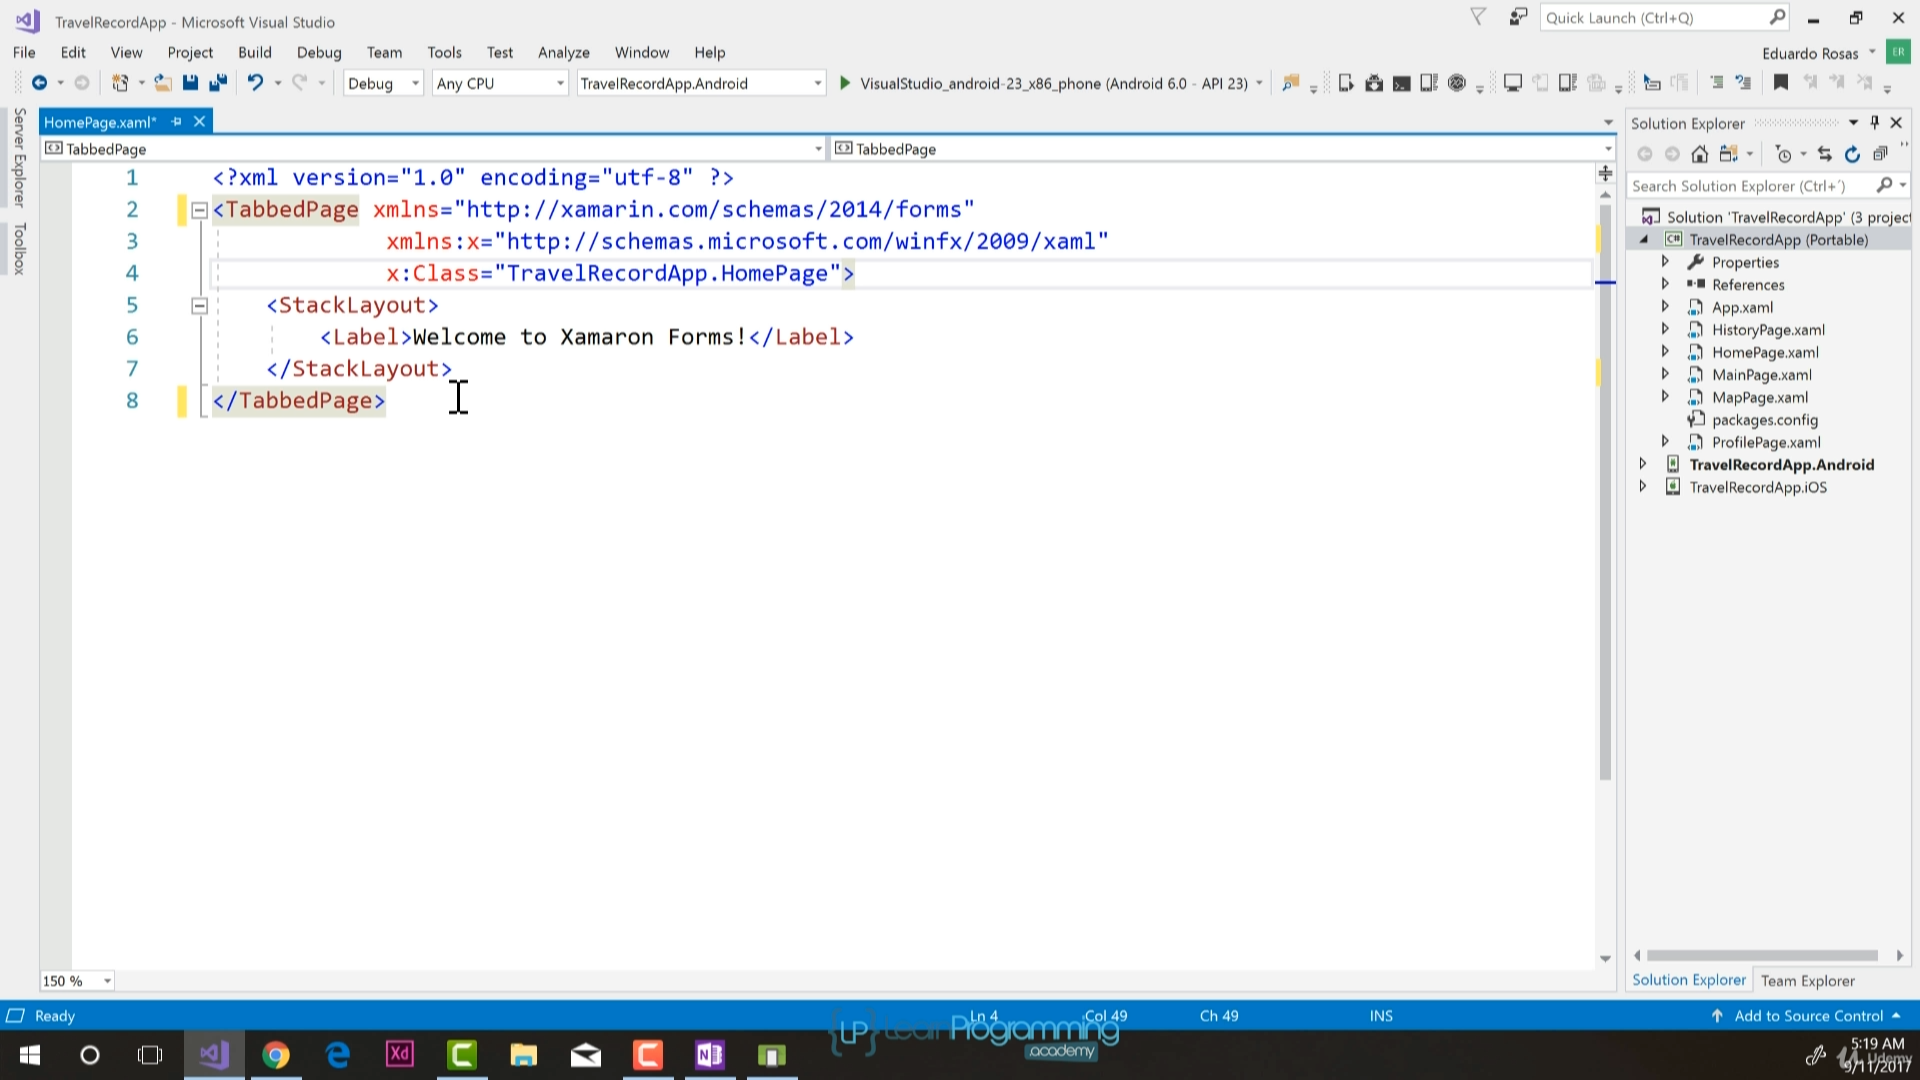 TravelRecordApp - Microsoft Visual Studio
Quick Launch (Ctrl+Q)
File Edit View Project Build Debug Team Tools Test Analyze Window Help
Eduardo Rosas ER
Debug Any CPU TravelRecordApp.Android VisualStudio_android-23_x86_phone (Android 6.0 - API 23)
Server Explorer
Toolbox
HomePage.xaml*
TabbedPage TabbedPage
1 <?xml version="1.0" encoding="utf-8" ?>
2 <TabbedPage xmlns="http://xamarin.com/schemas/2014/forms"
3 xmlns:x="http://schemas.microsoft.com/winfx/2009/xaml"
4 x:Class="TravelRecordApp.HomePage">
5 <StackLayout>
6 <Label>Welcome to Xamaron Forms!</Label>
7 </StackLayout>
8 </TabbedPage>
Solution Explorer
Search Solution Explorer (Ctrl+´)
Solution 'TravelRecordApp' (3 project
C# TravelRecordApp (Portable)
Properties
References
App.xaml
HistoryPage.xaml
HomePage.xaml
MainPage.xaml
MapPage.xaml
packages.config
ProfilePage.xaml
TravelRecordApp.Android
TravelRecordApp.iOS
150 %
Solution Explorer Team Explorer
Ready Ln 4 Col 49 Ch 49 INS Add to Source Control
{LP} LearnProgramming
.academy
Xd
N
5:19 AM
9/11/2017
Udemy